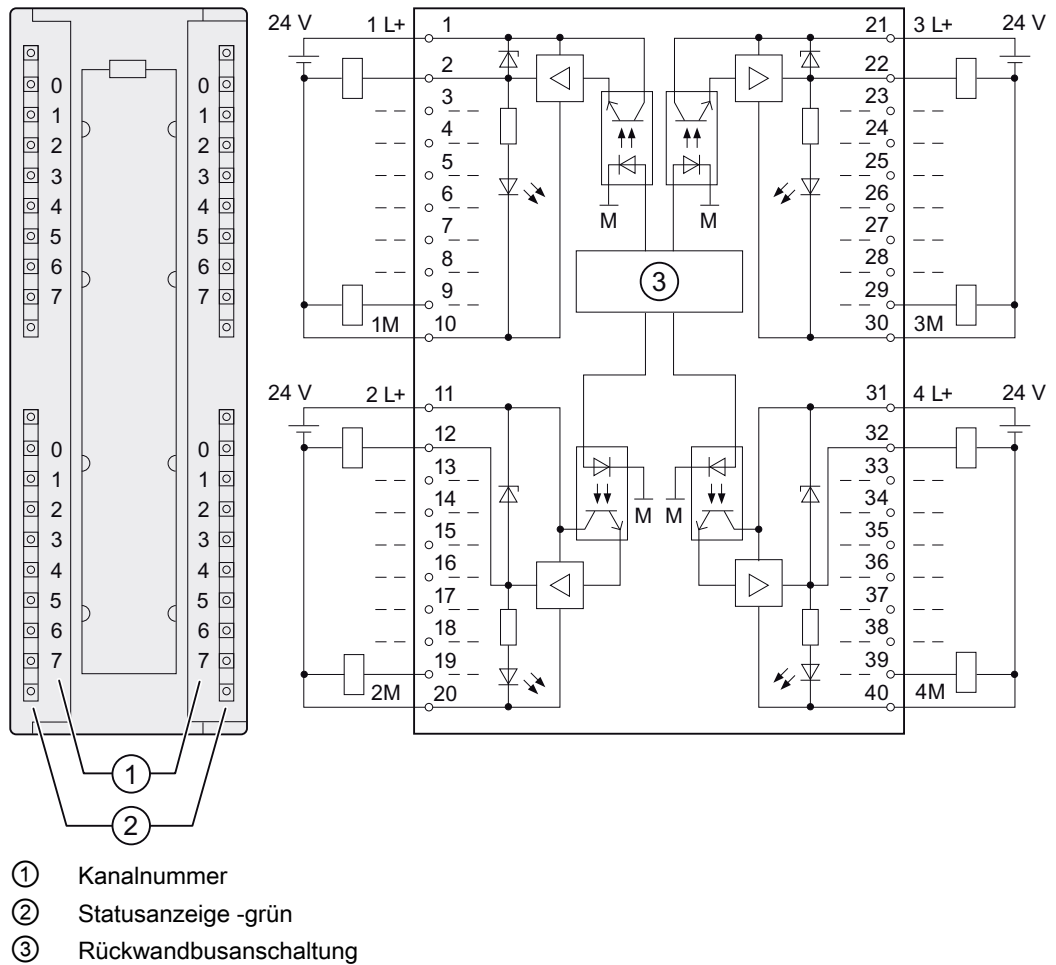 24 V 1 L+ 1 21 3 L+ 24 V
2 22
0 0 3 23
1 1 4 24
2 2 5 25
3 3 6 26
4 4 7 27
5 5 8 28
6 6 9 29
7 7 1M 10 30 3M
M M
3
24 V 2 L+ 11 31 4 L+ 24 V
12 32
0 0 13 33
1 1 14 34
2 2 15 35
3 3 16 36
4 4 17 37
5 5 18 38
6 6 19 39
7 7 2M 20 40 4M
M M
1
2
① Kanalnummer
② Statusanzeige -grün
③ Rückwandbusanschaltung